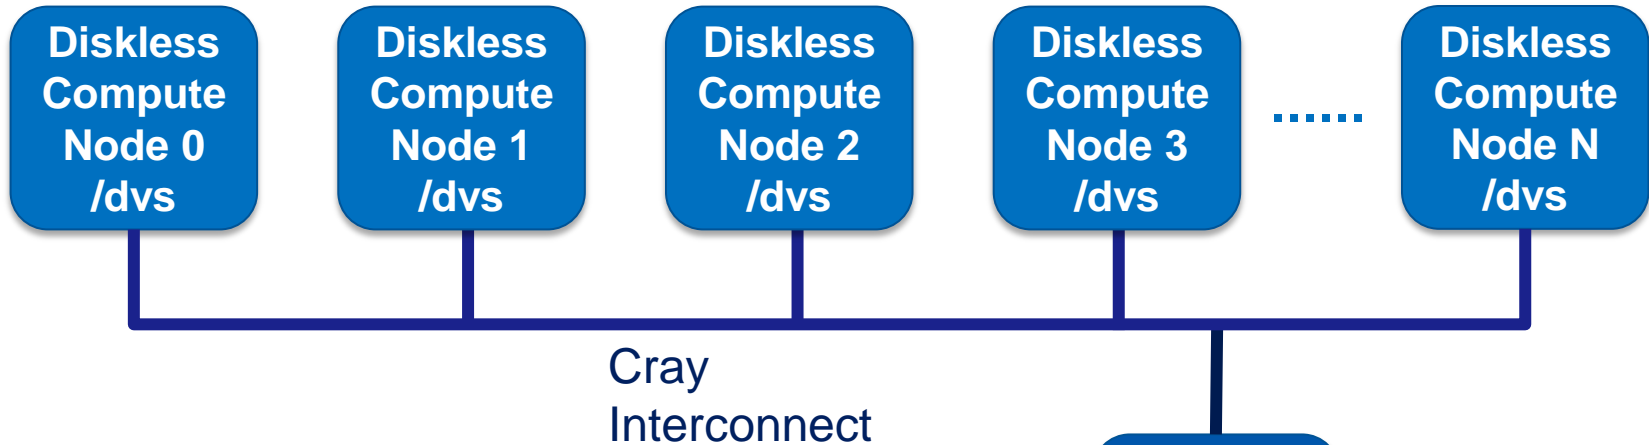 Diskless
Compute
Node 0
/dvs
Diskless
Compute
Node 1
/dvs
Diskless
Compute
Node 2
/dvs
Diskless
Compute
Node 3
/dvs
Diskless
Compute
Node N
/dvs
Cray
Interconnect